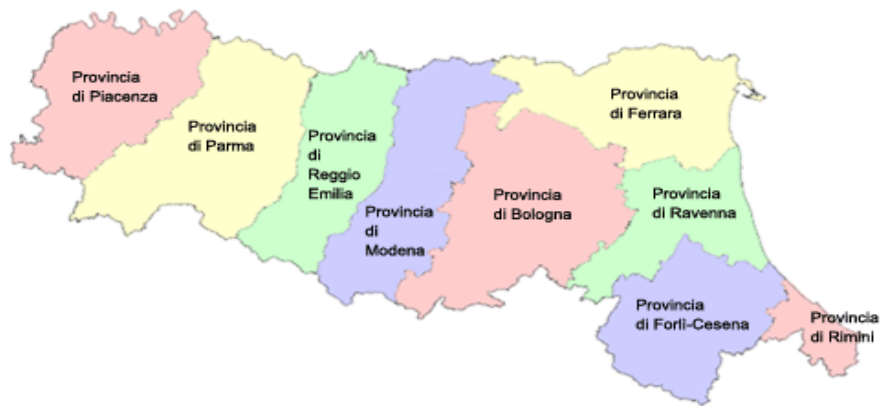 Provincia
di Piacenza
Provincia
di Parma
Provincia
di
Reggio
Emilia
Provincia
di
Modena
Provincia
di Bologna
Provincia
di Ferrara
Provincia
di Ravenna
Provincia
di Forlì-Cesena
Provincia
di Rimini